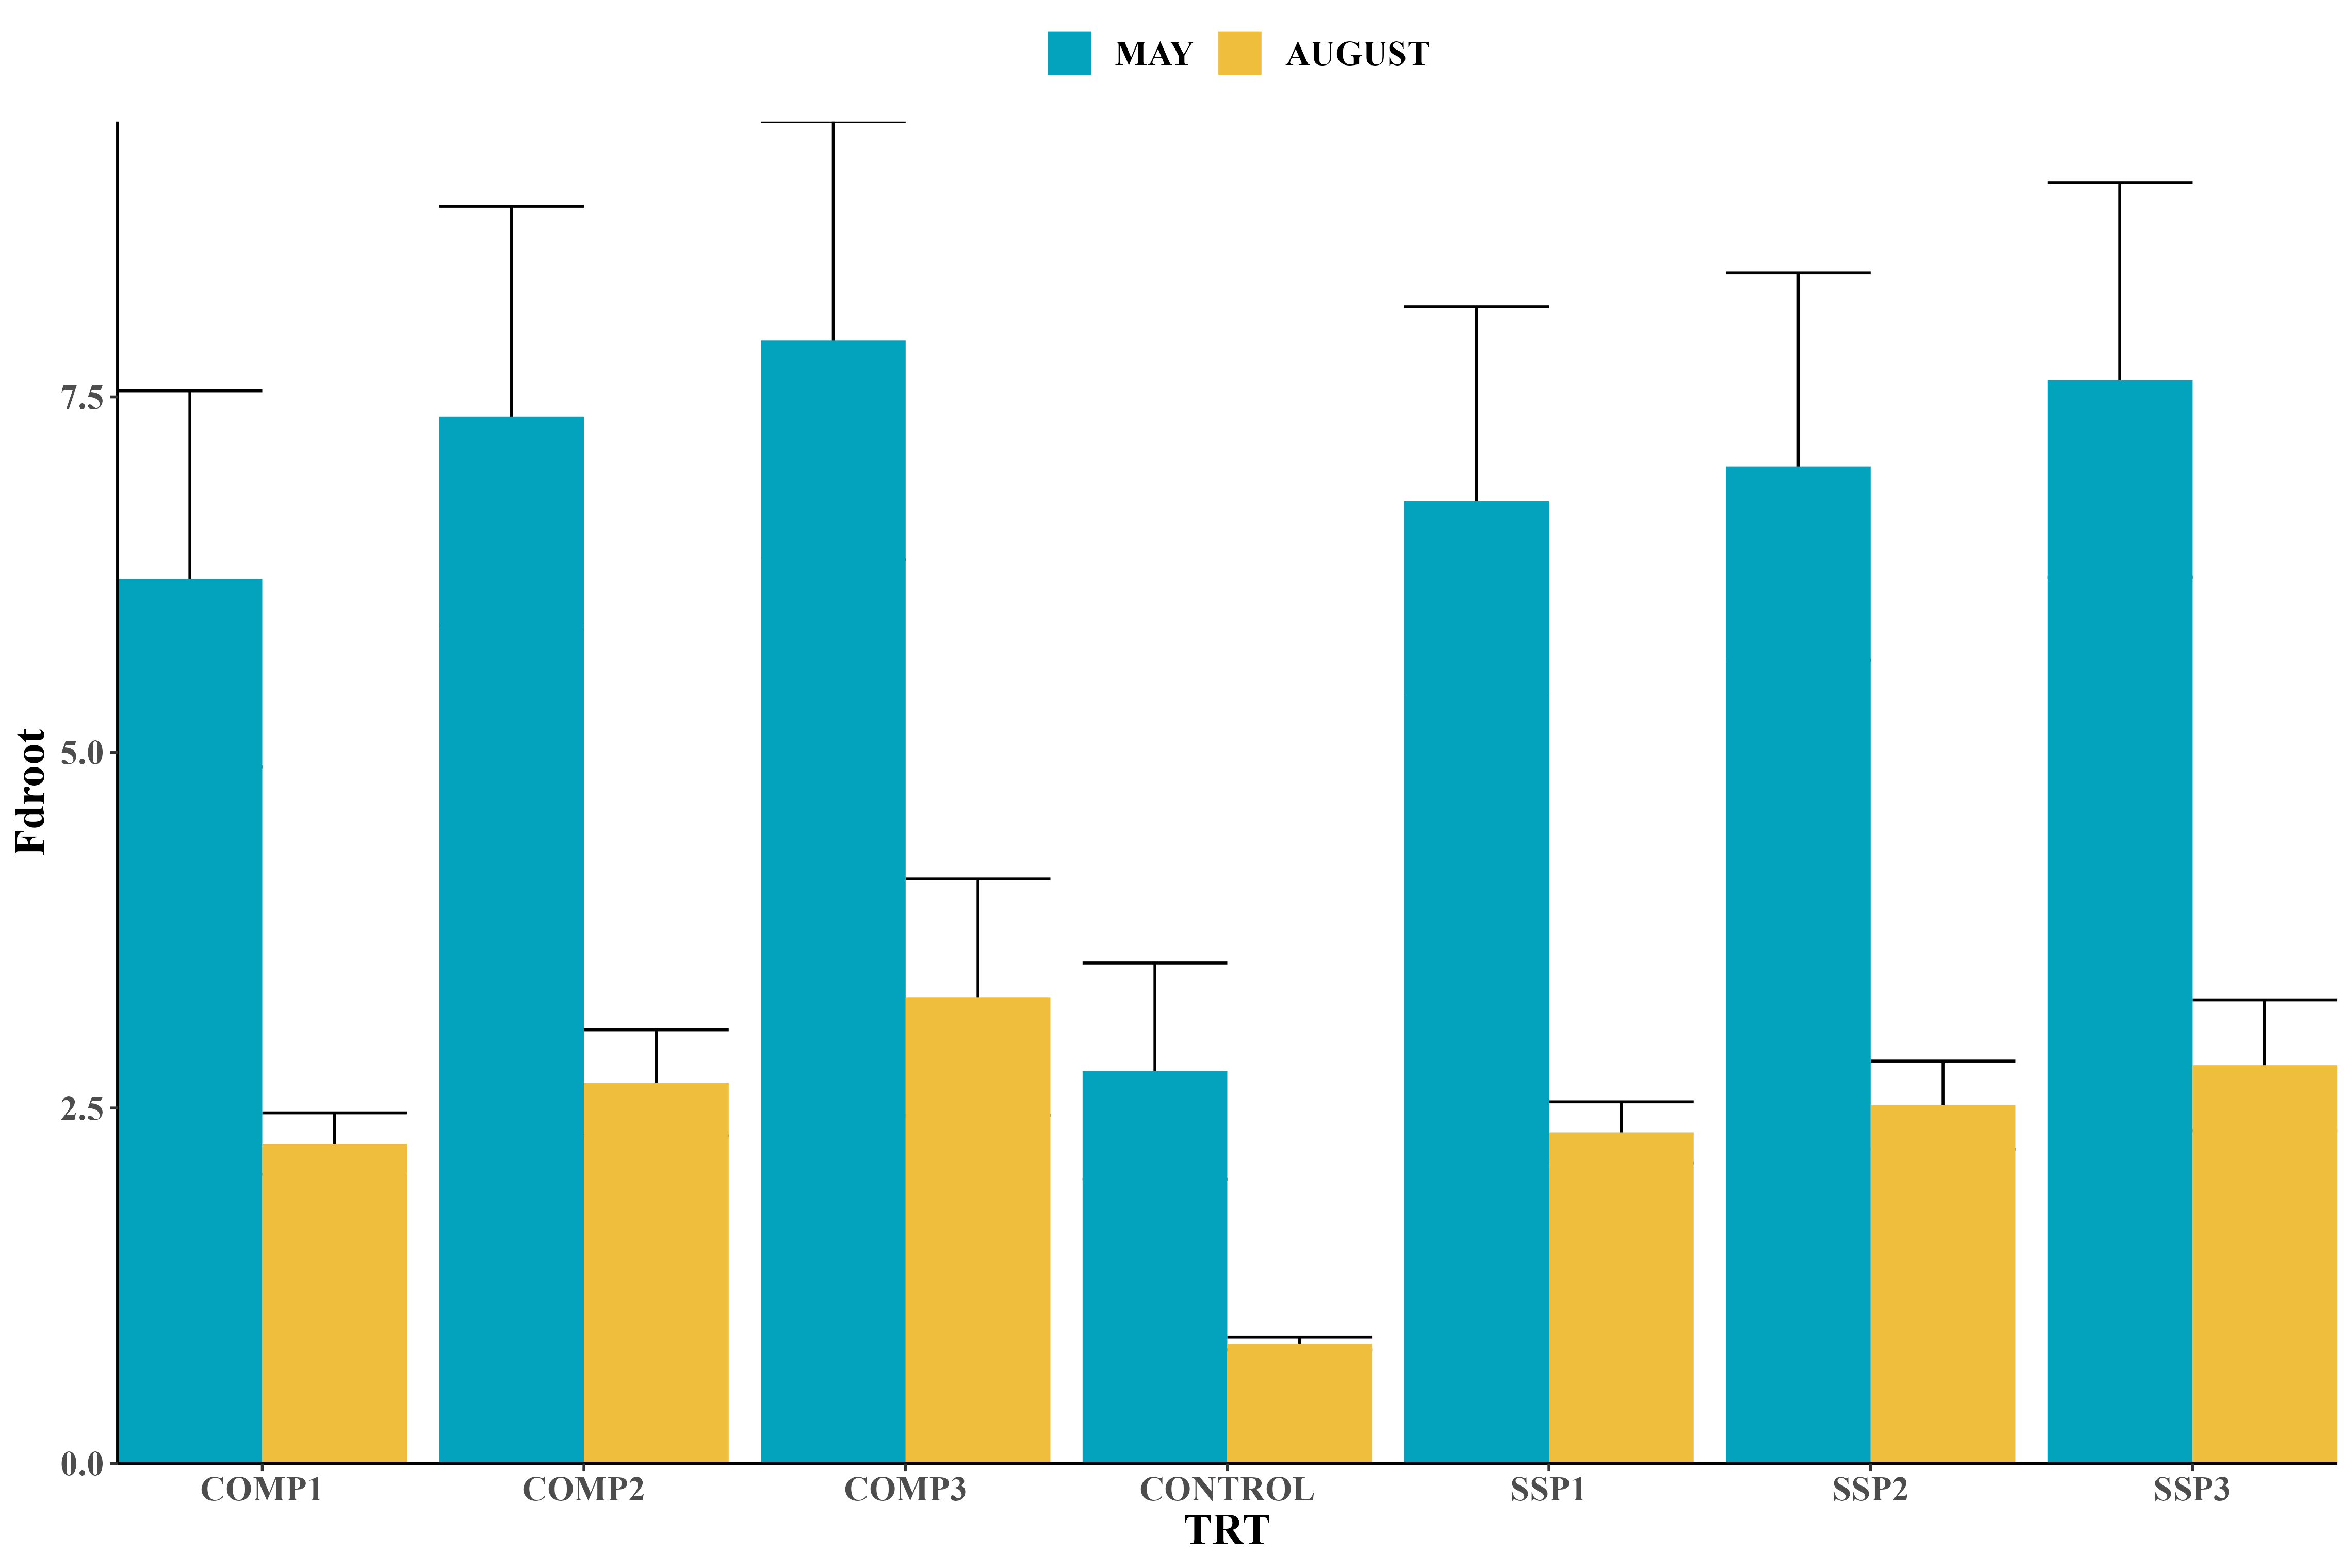 MAY AUGUST
Fdroot
7.5
5.0
2.5
0.0
COMP1 COMP2 COMP3 CONTROL SSP1 SSP2 SSP3
TRT